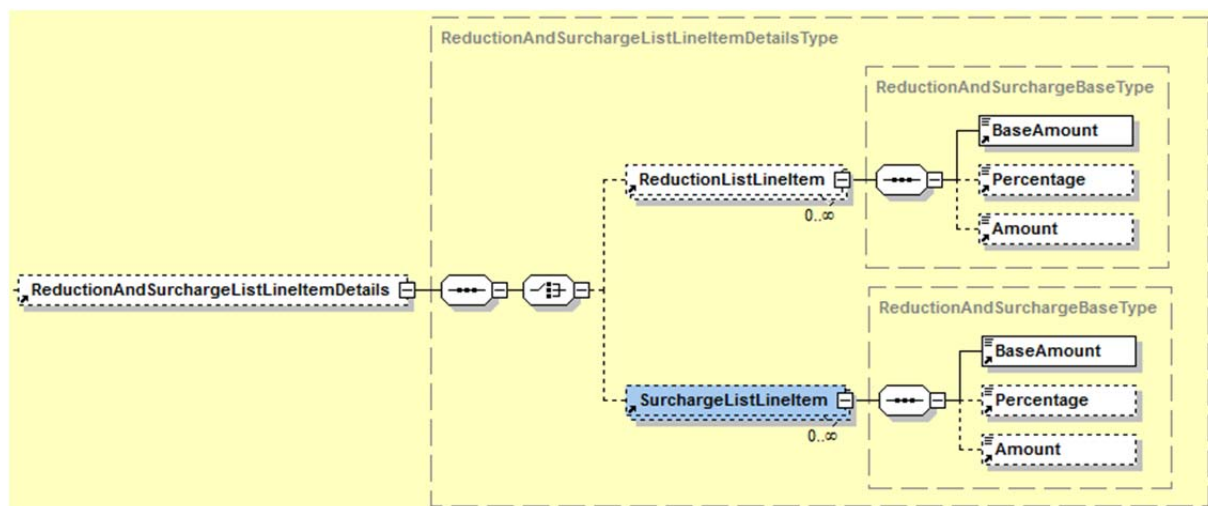 ReductionAndSurchargeListLineItemDetailsType
ReductionAndSurchargeBaseType
BaseAmount
ReductionListLineItem
Percentage
0..∞
Amount
ReductionAndSurchargeListLineItemDetails
ReductionAndSurchargeBaseType
BaseAmount
SurchargeListLineItem
Percentage
0..∞
Amount